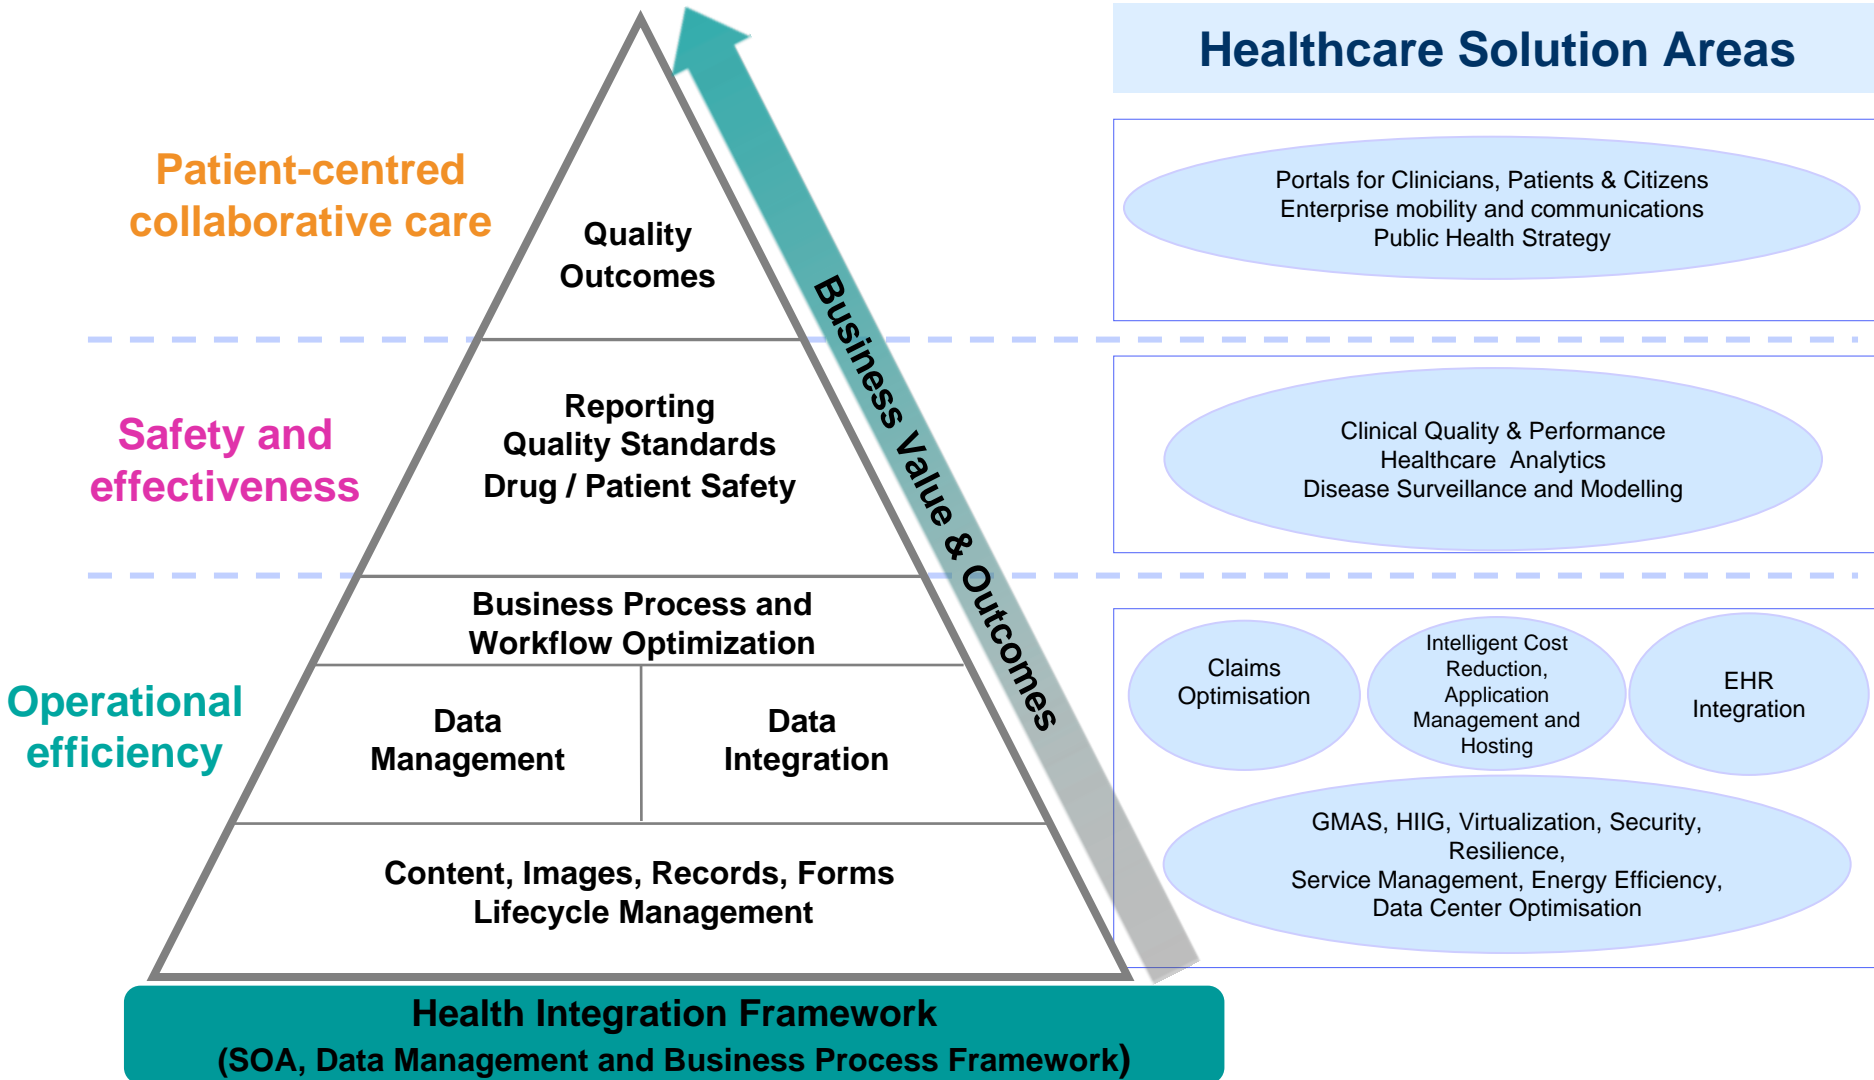 Healthcare Solution Areas
Patient-centred
collaborative care
Quality
Outcomes
Portals for Clinicians, Patients & Citizens
Enterprise mobility and communications
Public Health Strategy
Business Value & Outcomes
Safety and
effectiveness
Reporting
Quality Standards
Drug / Patient Safety
Clinical Quality & Performance
Healthcare Analytics
Disease Surveillance and Modelling
Operational
efficiency
Business Process and
Workflow Optimization
Data
Management
Data
Integration
Content, Images, Records, Forms
Lifecycle Management
Claims
Optimisation
Intelligent Cost
Reduction,
Application
Management and
Hosting
EHR
Integration
GMAS, HIIG, Virtualization, Security,
Resilience,
Service Management, Energy Efficiency,
Data Center Optimisation
Health Integration Framework
(SOA, Data Management and Business Process Framework)